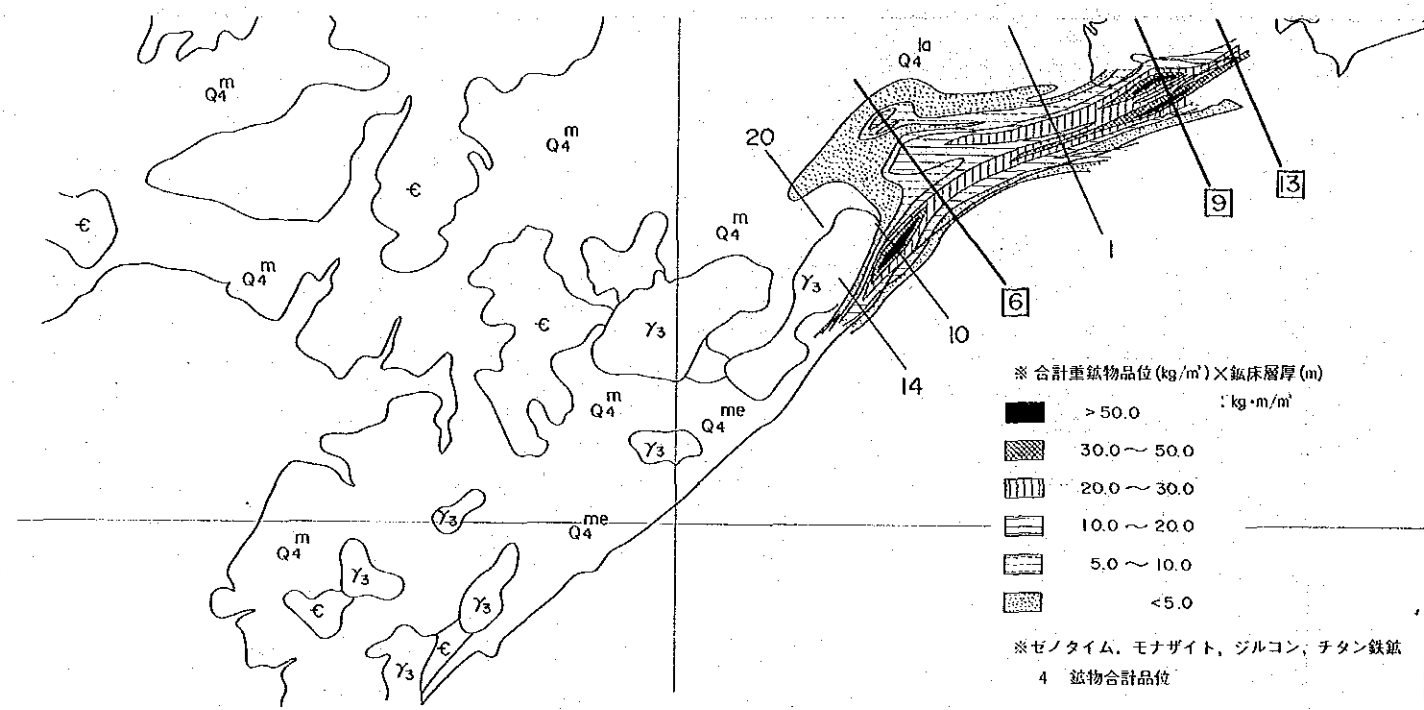 Q₄ˡᵃ
Q₄ᵐ
Q₄ᵐ
20
Є
13
9
Є
Q₄ᵐ
1
Q₄ᵐ
γ₃
6
Є
γ₃
10
14
※ 合計重鉱物品位(kg/m³)×鉱床層厚(m)
: kg・m/m³
> 50.0
Q₄ᵐ
Q₄ᵐᵉ
γ₃
30.0 ～ 50.0
20.0 ～ 30.0
γ₃
Q₄ᵐᵉ
10.0 ～ 20.0
Q₄ᵐ
γ₃
5.0 ～ 10.0
Є
γ₃
<5.0
Є
γ₃
※ゼノタイム, モナザイト, ジルコン, チタン鉄鉱
4 鉱物合計品位